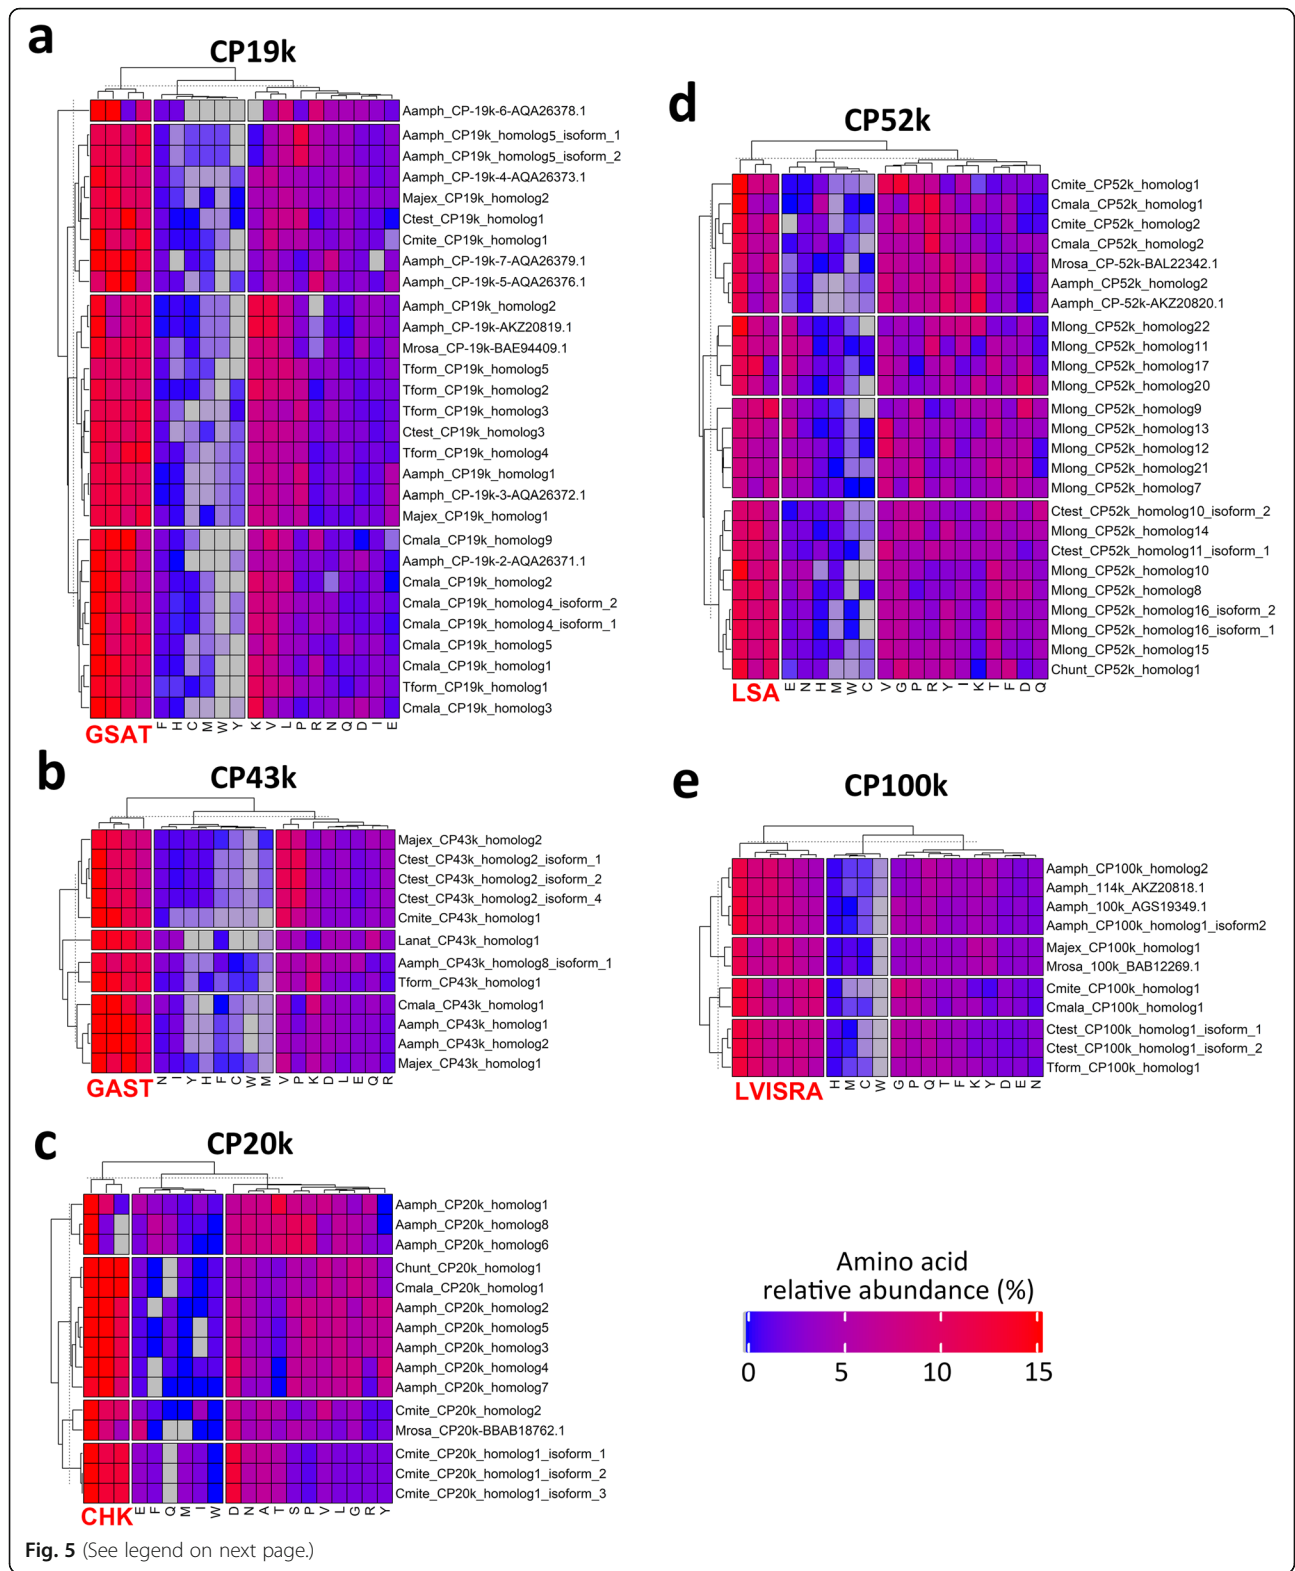 a
CP19k
Aamph_CP-19k-6-AQA26378.1
Aamph_CP19k_homolog5_isoform_1
Aamph_CP19k_homolog5_isoform_2
Aamph_CP-19k-4-AQA26373.1
Majex_CP19k_homolog2
Ctest_CP19k_homolog1
Cmite_CP19k_homolog1
Aamph_CP-19k-7-AQA26379.1
Aamph_CP-19k-5-AQA26376.1
Aamph_CP19k_homolog2
Aamph_CP-19k-AKZ20819.1
Mrosa_CP-19k-BAE94409.1
Tform_CP19k_homolog5
Tform_CP19k_homolog2
Tform_CP19k_homolog3
Ctest_CP19k_homolog3
Tform_CP19k_homolog4
Aamph_CP19k_homolog1
Aamph_CP-19k-3-AQA26372.1
Majex_CP19k_homolog1
Cmala_CP19k_homolog9
Aamph_CP-19k-2-AQA26371.1
Cmala_CP19k_homolog2
Cmala_CP19k_homolog4_isoform_2
Cmala_CP19k_homolog4_isoform_1
Cmala_CP19k_homolog5
Cmala_CP19k_homolog1
Tform_CP19k_homolog1
Cmala_CP19k_homolog3
GSAT F H C M W Y K V L P R N Q D I E
b
CP43k
Majex_CP43k_homolog2
Ctest_CP43k_homolog2_isoform_1
Ctest_CP43k_homolog2_isoform_2
Ctest_CP43k_homolog2_isoform_4
Cmite_CP43k_homolog1
Lanat_CP43k_homolog1
Aamph_CP43k_homolog8_isoform_1
Tform_CP43k_homolog1
Cmala_CP43k_homolog1
Aamph_CP43k_homolog1
Aamph_CP43k_homolog2
Majex_CP43k_homolog1
GAST N I Y H F C W M V P K D L E Q R
c
CP20k
Aamph_CP20k_homolog1
Aamph_CP20k_homolog8
Aamph_CP20k_homolog6
Chunt_CP20k_homolog1
Cmala_CP20k_homolog1
Aamph_CP20k_homolog2
Aamph_CP20k_homolog5
Aamph_CP20k_homolog3
Aamph_CP20k_homolog4
Aamph_CP20k_homolog7
Cmite_CP20k_homolog2
Mrosa_CP20k-BBAB18762.1
Cmite_CP20k_homolog1_isoform_1
Cmite_CP20k_homolog1_isoform_2
Cmite_CP20k_homolog1_isoform_3
CHK E F Q M I W D N A T S P V L G R Y
d
CP52k
Cmite_CP52k_homolog1
Cmala_CP52k_homolog1
Cmite_CP52k_homolog2
Cmala_CP52k_homolog2
Mrosa_CP-52k-BAL22342.1
Aamph_CP52k_homolog2
Aamph_CP-52k-AKZ20820.1
Mlong_CP52k_homolog22
Mlong_CP52k_homolog11
Mlong_CP52k_homolog17
Mlong_CP52k_homolog20
Mlong_CP52k_homolog9
Mlong_CP52k_homolog13
Mlong_CP52k_homolog12
Mlong_CP52k_homolog21
Mlong_CP52k_homolog7
Ctest_CP52k_homolog10_isoform_2
Mlong_CP52k_homolog14
Ctest_CP52k_homolog11_isoform_1
Mlong_CP52k_homolog10
Mlong_CP52k_homolog8
Mlong_CP52k_homolog16_isoform_2
Mlong_CP52k_homolog16_isoform_1
Mlong_CP52k_homolog15
Chunt_CP52k_homolog1
LSA E N H M W C V G P R Y I K T F D Q
e
CP100k
Aamph_CP100k_homolog2
Aamph_114k_AKZ20818.1
Aamph_100k_AGS19349.1
Aamph_CP100k_homolog1_isoform2
Majex_CP100k_homolog1
Mrosa_100k_BAB12269.1
Cmite_CP100k_homolog1
Cmala_CP100k_homolog1
Ctest_CP100k_homolog1_isoform_1
Ctest_CP100k_homolog1_isoform_2
Tform_CP100k_homolog1
LVISRA H M C W G P Q T F K Y D E N
Amino acid
relative abundance (%)
0 5 10 15
Fig. 5 (See legend on next page.)